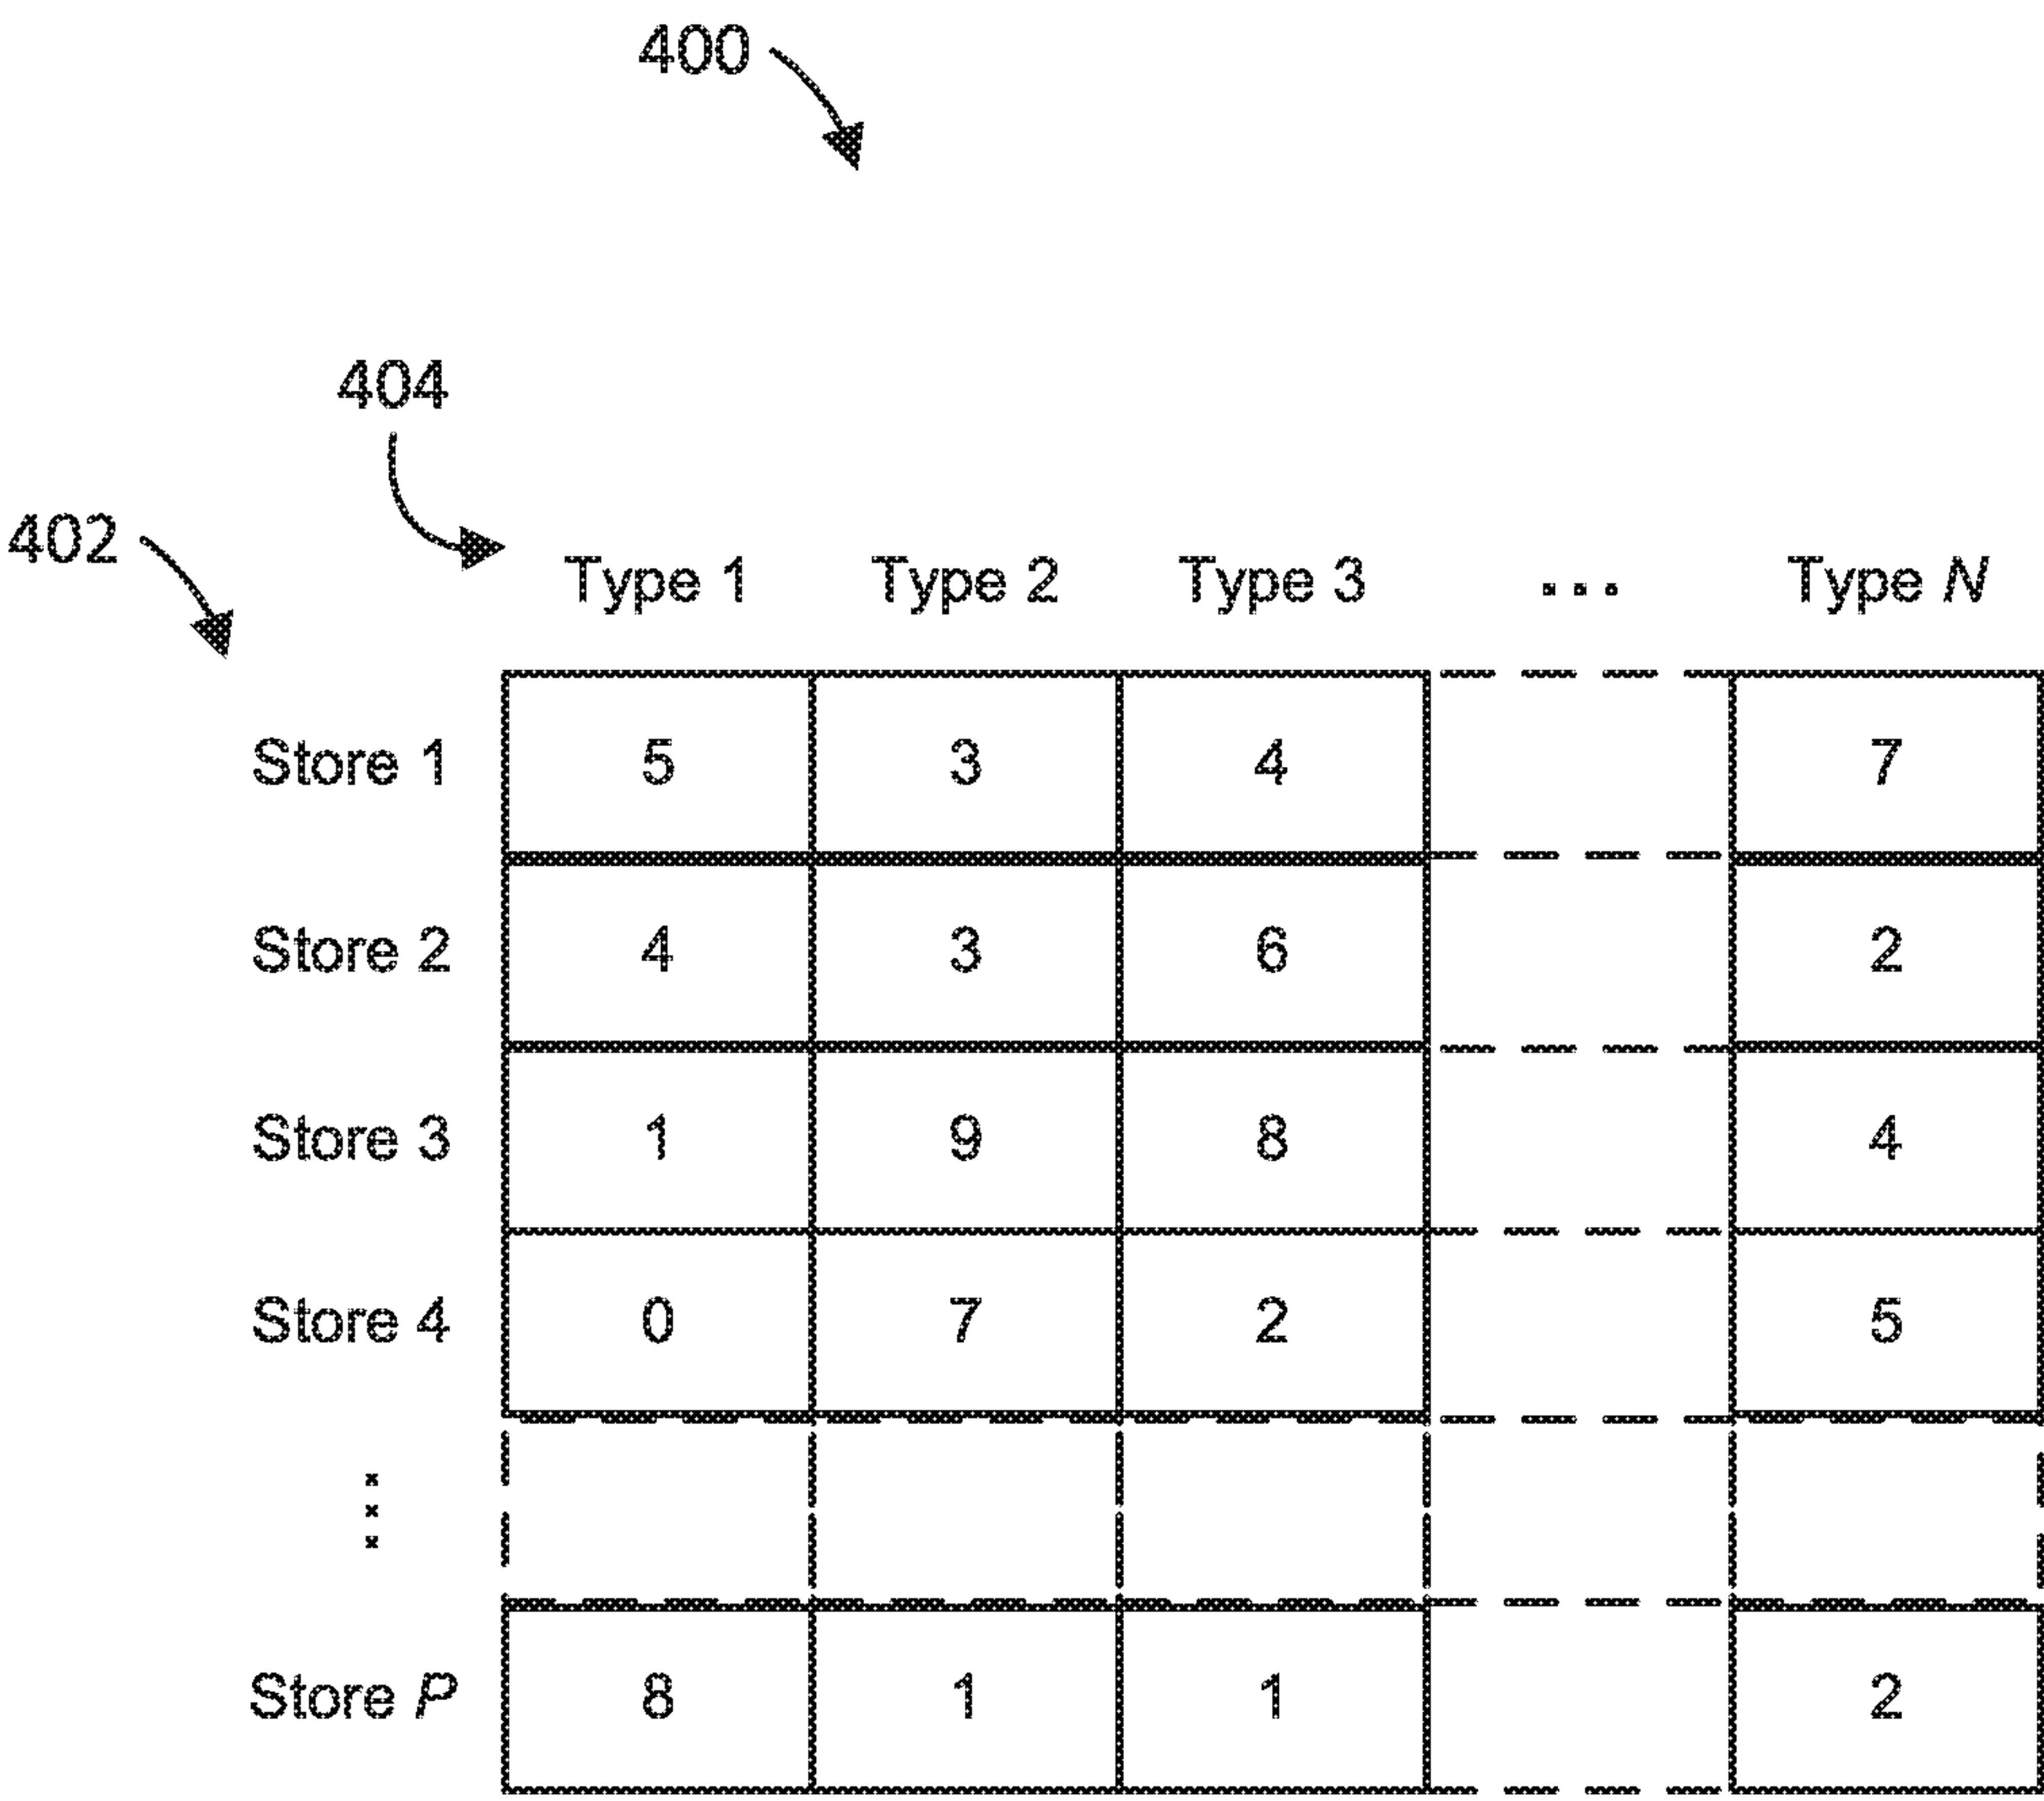 400
404
402
Type 1 Type 2 Type 3 ... Type N
Store 1 5 3 4 7
Store 2 4 3 6 2
Store 3 1 9 8 4
Store 4 0 7 2 5
⋮
Store P 8 1 1 2